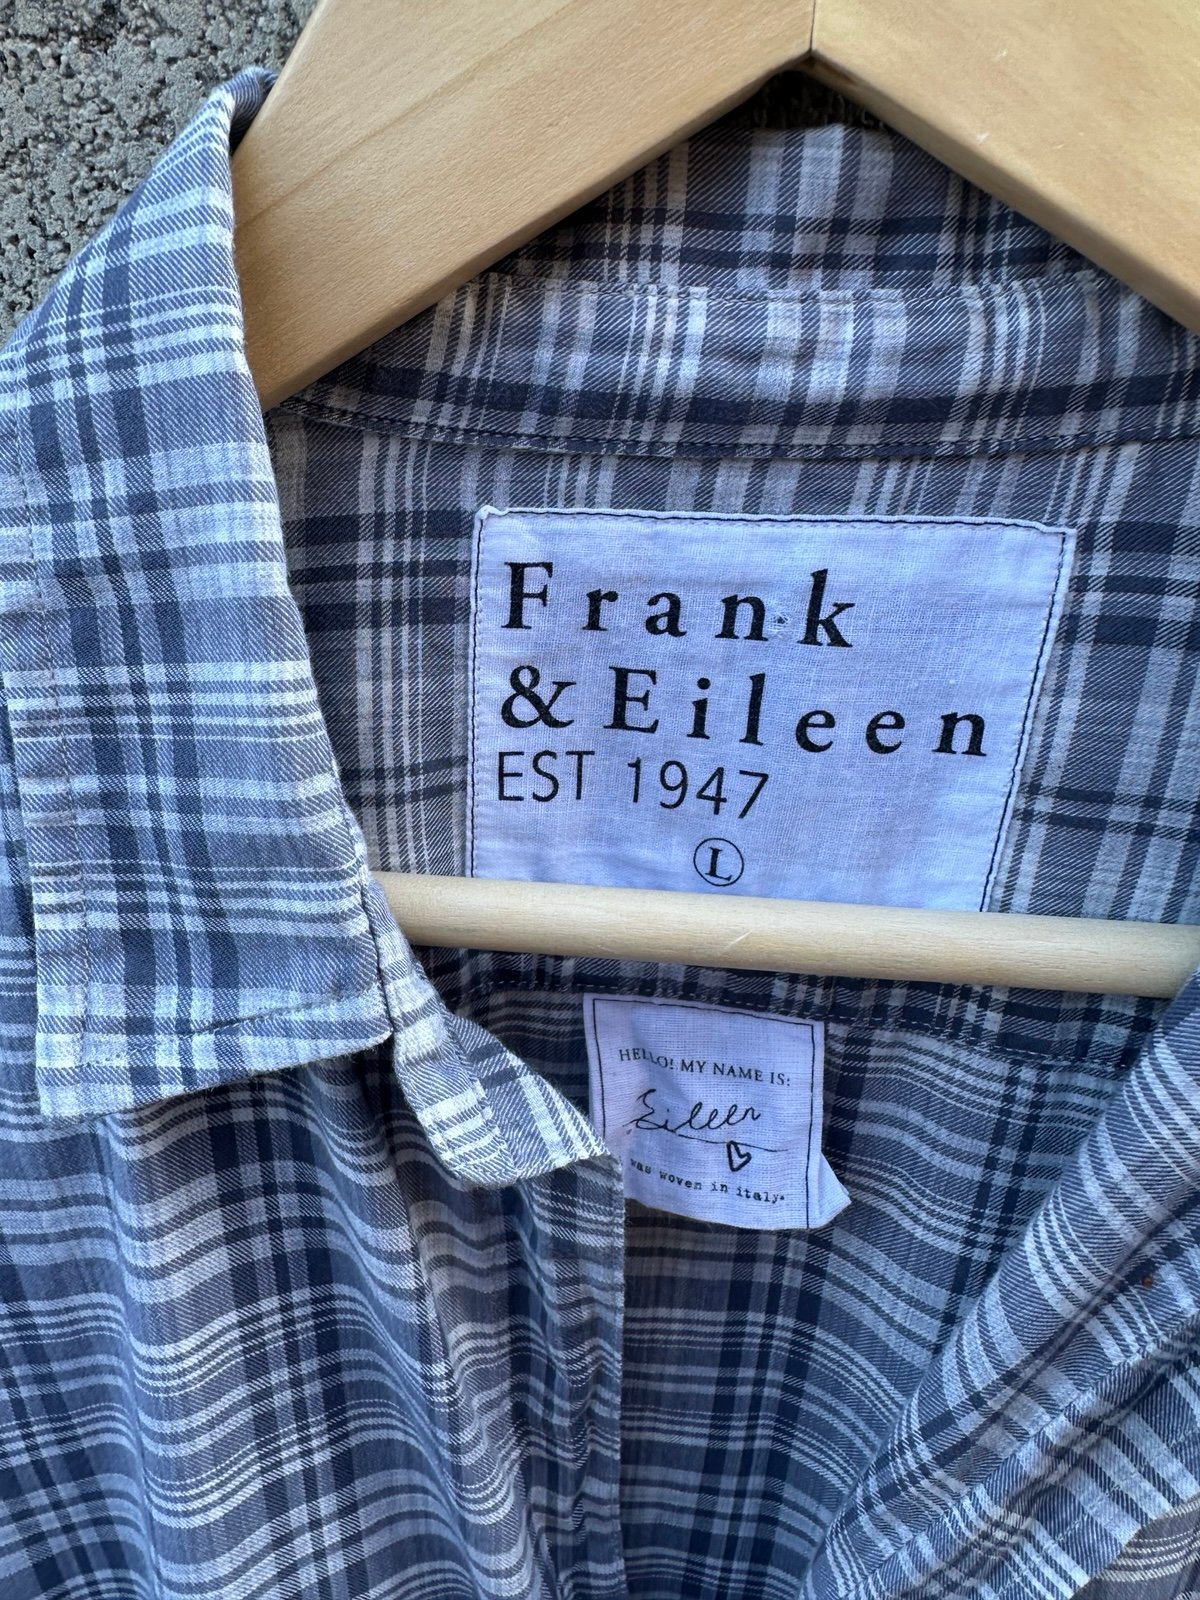 Frank
& Eileen
EST 1947
L
HELLO! MY NAME IS:
Eileen
was woven in italy.